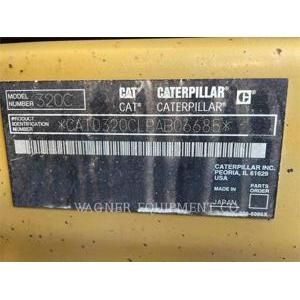 MODEL NUMBER 320C
CAT CATERPILLAR C
CAT® CATERPILLAR®
PRODUCT IDENTIFICATION NUMBER *CAT0320CLPAB03685*
CATERPILLAR INC.
PEORIA, IL 61629
USA
MADE IN JAPAN
PARTS ORDER
WAGNER EQUIPMENT CO.